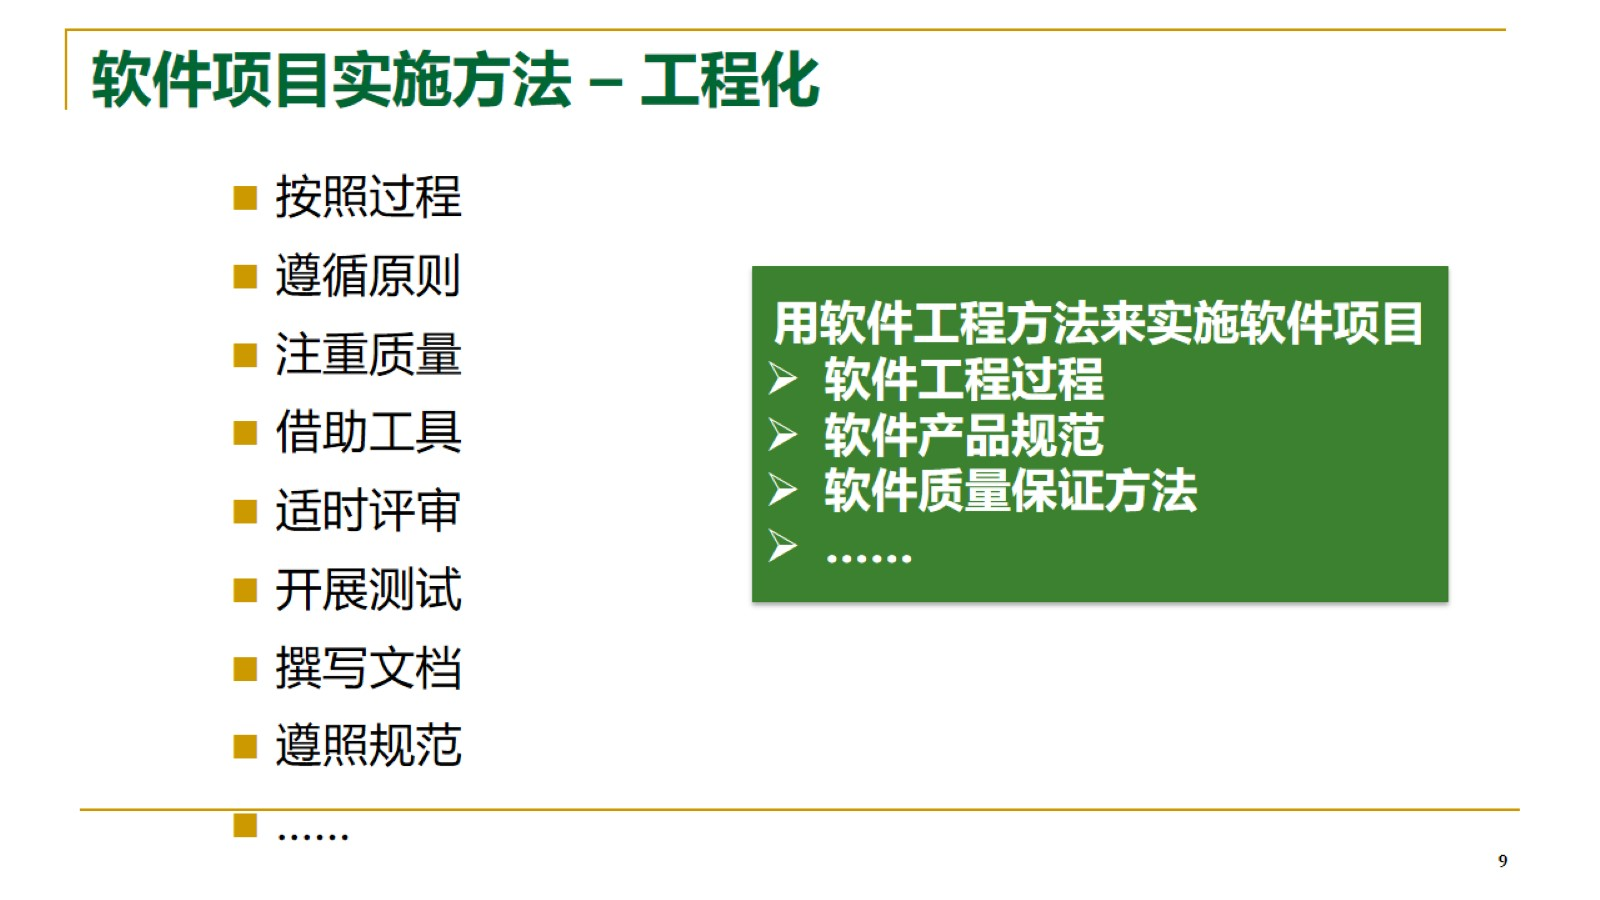 软件项目实施方法 – 工程化
按照过程
遵循原则
注重质量
借助工具
适时评审
开展测试
撰写文档
遵照规范
......
用软件工程方法来实施软件项目
软件工程过程
软件产品规范
软件质量保证方法
......
9